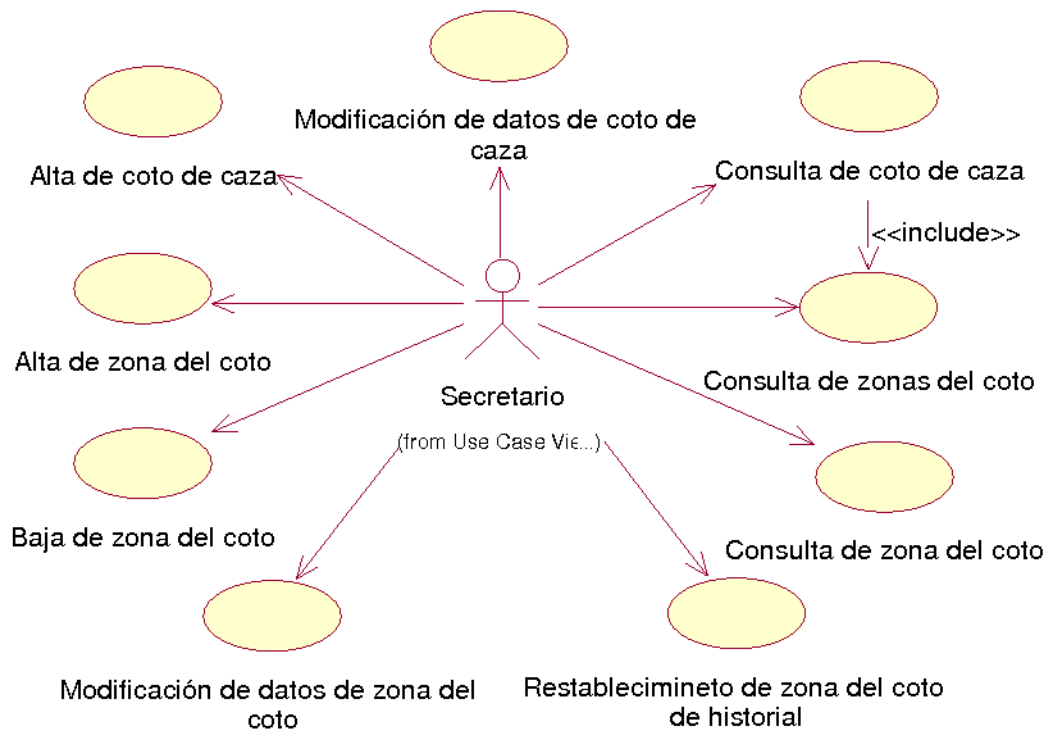 Modificación de datos de coto de
caza
Alta de coto de caza
Consulta de coto de caza
<<include>>
Alta de zona del coto
Consulta de zonas del coto
Secretario
(from Use Case Vie...)
Baja de zona del coto
Consulta de zona del coto
Modificación de datos de zona del
coto
Restablecimineto de zona del coto
de historial